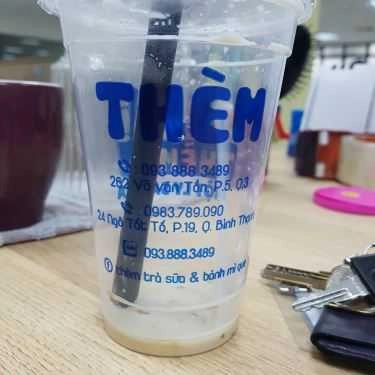 THÈM
: 093 888 3489
262 Võ Văn Tần, P.5, Q.3
: 0983.789.090
24 Ngô Tất Tố, P.19, Q. Bình Thạnh
: 093.888.3489
thèm trà sữa & bánh mì que